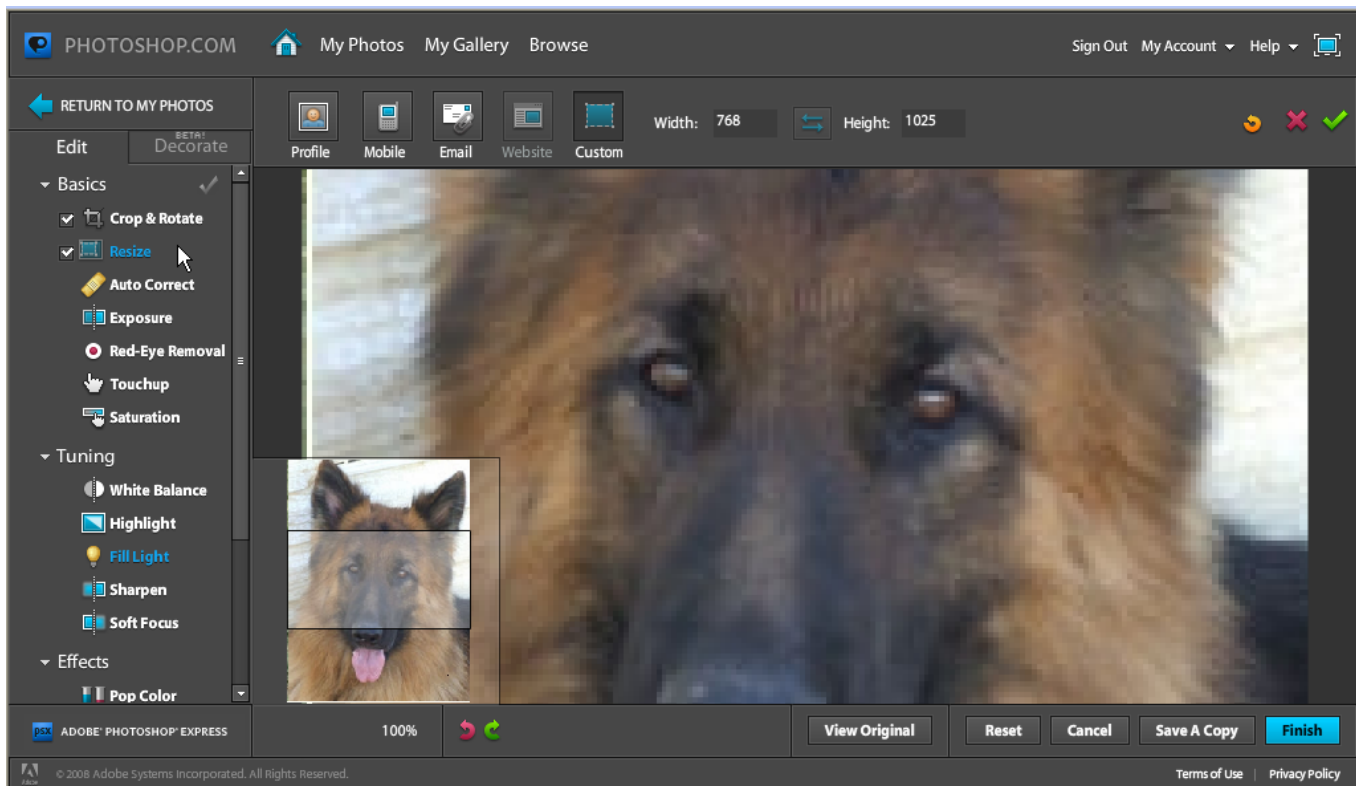 PHOTOSHOP.COM My Photos My Gallery Browse Sign Out My Account Help
RETURN TO MY PHOTOS
Edit BETA! Decorate
Profile Mobile Email Website Custom Width: 768 Height: 1025
Basics
Crop & Rotate
Resize
Auto Correct
Exposure
Red-Eye Removal
Touchup
Saturation
Tuning
White Balance
Highlight
Fill Light
Sharpen
Soft Focus
Effects
Pop Color
psx ADOBE® PHOTOSHOP® EXPRESS 100% View Original Reset Cancel Save A Copy Finish
© 2008 Adobe Systems Incorporated. All Rights Reserved. Terms of Use | Privacy Policy